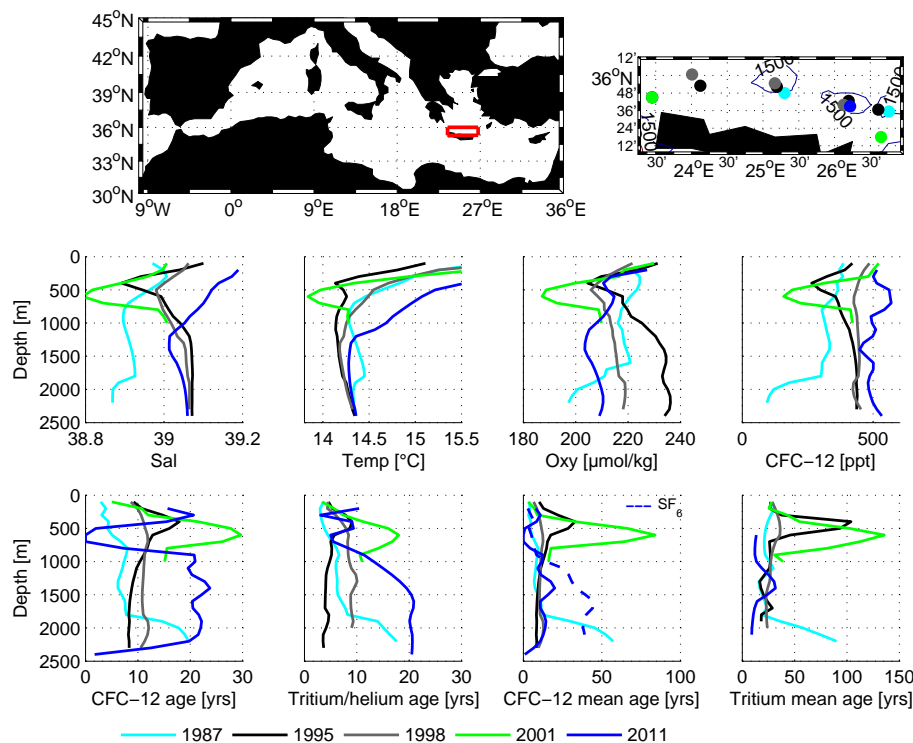 45°N
42°N
39°N
36°N
33°N
30°N
9°W 0° 9°E 18°E 27°E 36°E
12'
36°N
48'
36'
24'
12'
1500
1500
1500
1500
30' 24°E 30' 25°E 30' 26°E 30'
Depth [m]
0
500
1000
1500
2000
2500
38.8 39 39.2
Sal
14 14.5 15 15.5
Temp [°C]
180 200 220 240
Oxy [µmol/kg]
0 500
CFC−12 [ppt]
Depth [m]
0
500
1000
1500
2000
2500
0 10 20 30
CFC−12 age [yrs]
0 10 20 30
Tritium/helium age [yrs]
SF6
0 50 100
CFC−12 mean age [yrs]
0 50 100 150
Tritium mean age [yrs]
1987 1995 1998 2001 2011